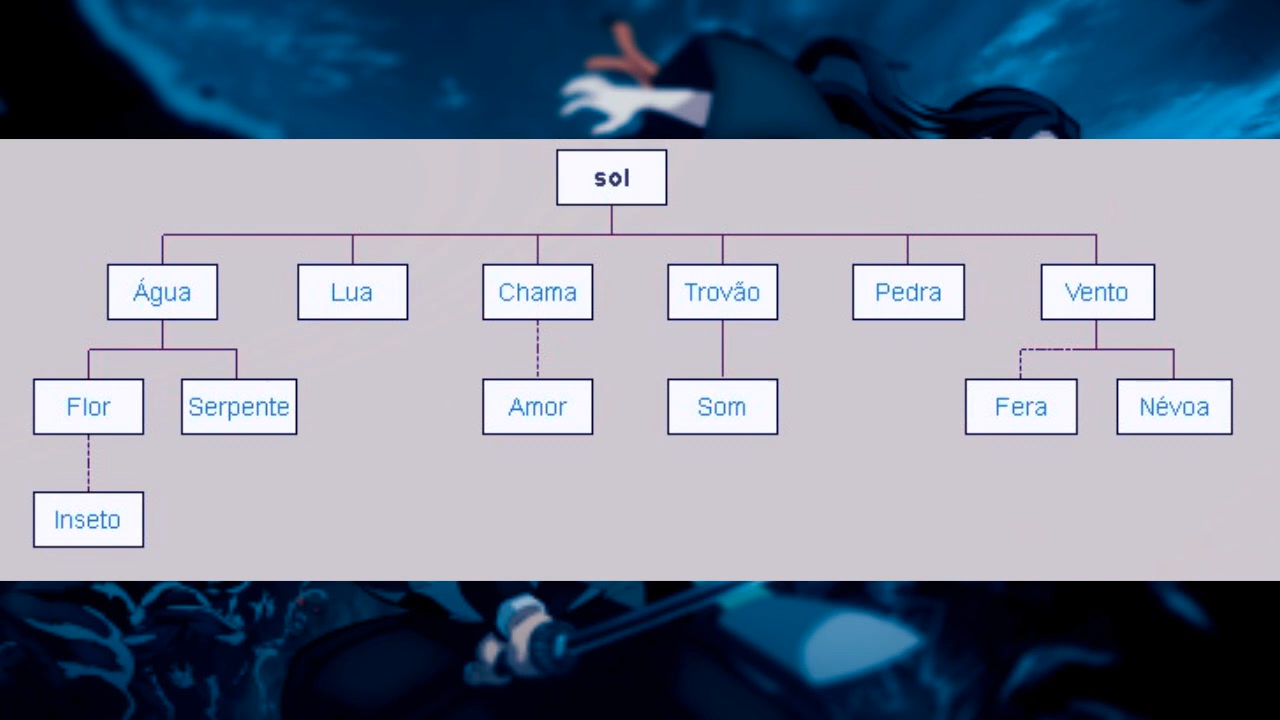 sol
Água
Lua
Chama
Trovão
Pedra
Vento
Flor
Serpente
Amor
Som
Fera
Névoa
Inseto